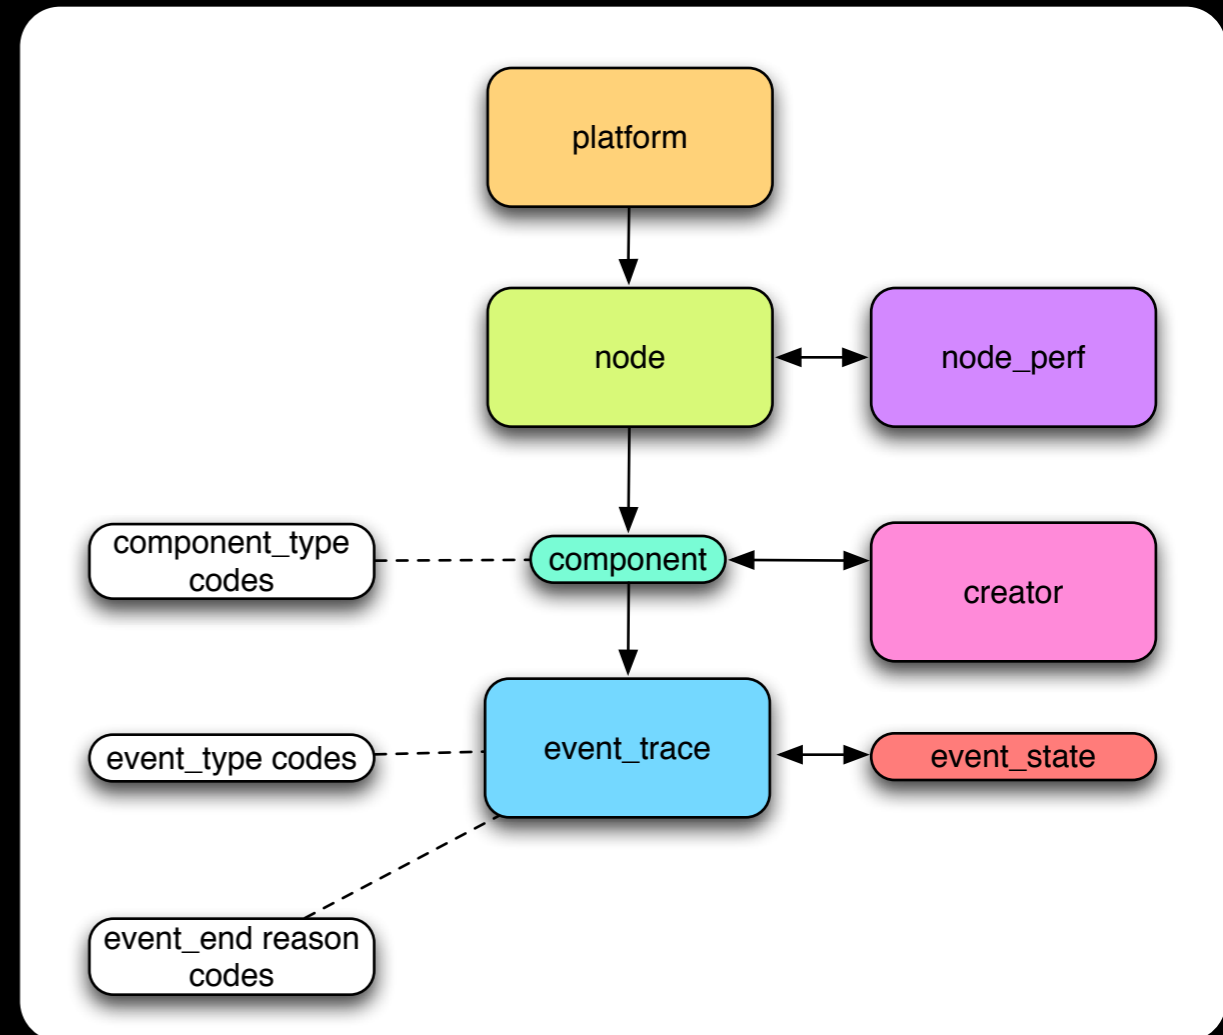 platform
node
node_perf
component_type
codes
component
creator
event_type codes
event_trace
event_state
event_end reason
codes